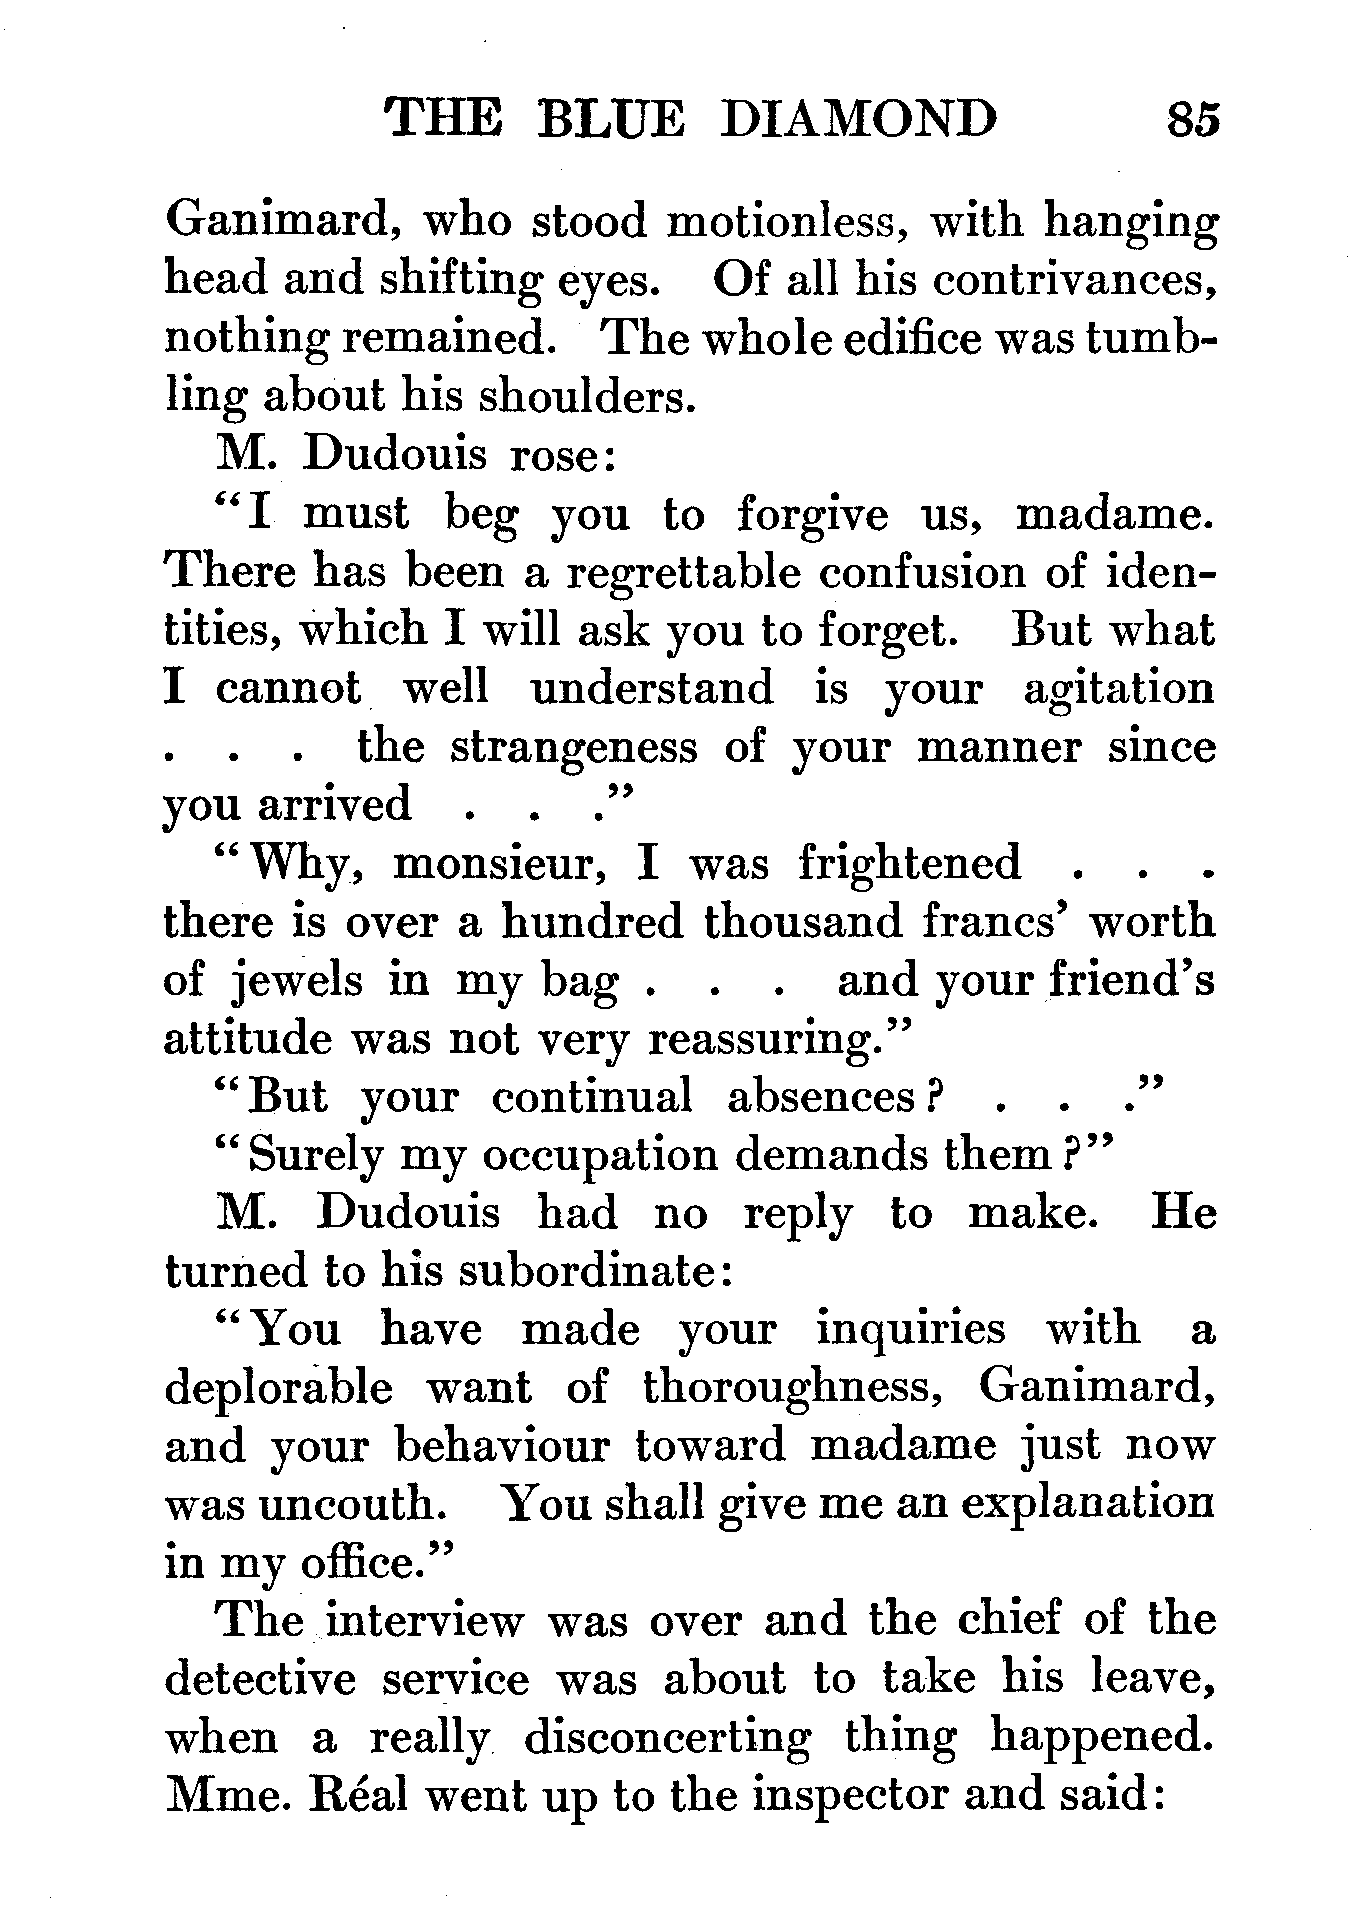 THE BLUE DIAMOND 85
Ganimard, who stood motionless, with hanging
head and shifting eyes. Of all his contrivances,
nothing remained. The whole edifice was tumb-
ling about his shoulders.
M. Dudouis rose:
"I must beg you to forgive us, madame.
There has been a regrettable confusion of iden-
tities, which I will ask you to forget. But what
I cannot well understand is your agitation
. . . the strangeness of your manner since
you arrived . . ."
"Why, monsieur, I was frightened . . .
there is over a hundred thousand francs' worth
of jewels in my bag . . . and your friend's
attitude was not very reassuring."
"But your continual absences? . . ."
"Surely my occupation demands them?"
M. Dudouis had no reply to make. He
turned to his subordinate:
"You have made your inquiries with a
deplorable want of thoroughness, Ganimard,
and your behaviour toward madame just now
was uncouth. You shall give me an explanation
in my office."
The interview was over and the chief of the
detective service was about to take his leave,
when a really disconcerting thing happened.
Mme. Réal went up to the inspector and said: